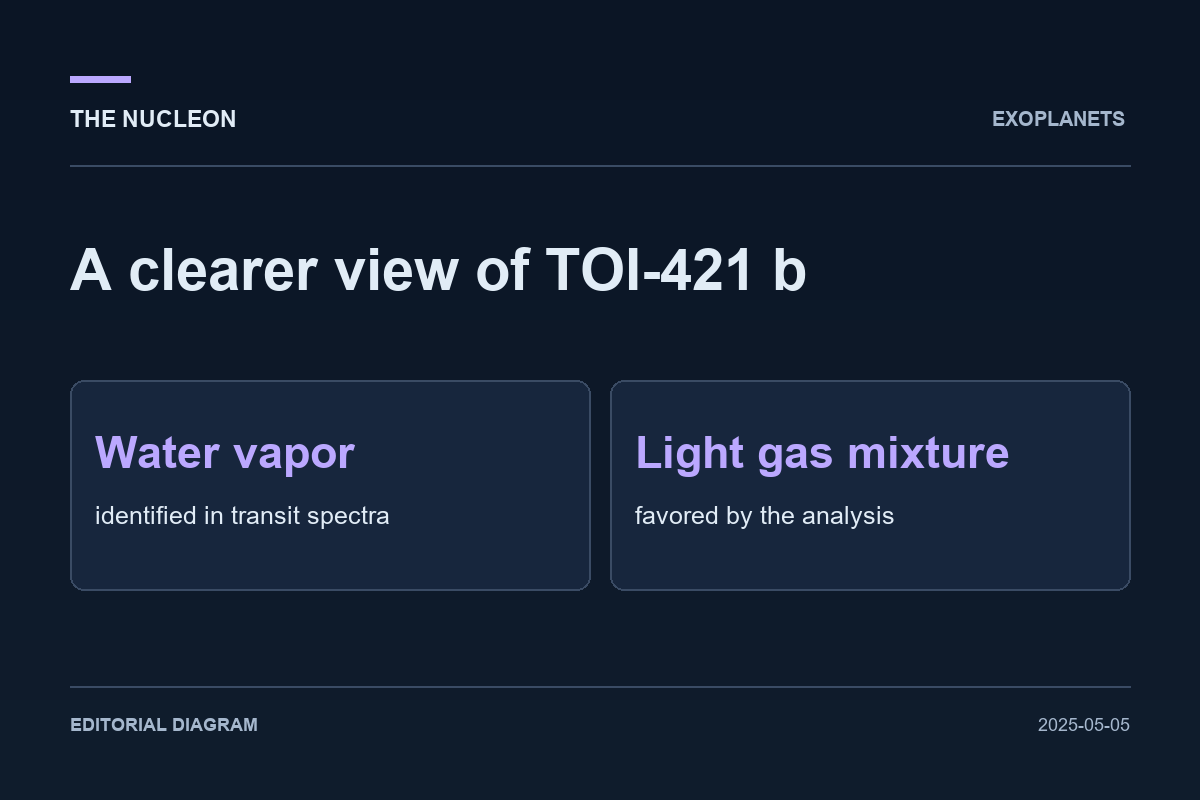 THE NUCLEON
EXOPLANETS
A clearer view of TOI-421 b
Water vapor
identified in transit spectra
Light gas mixture
favored by the analysis
EDITORIAL DIAGRAM
2025-05-05